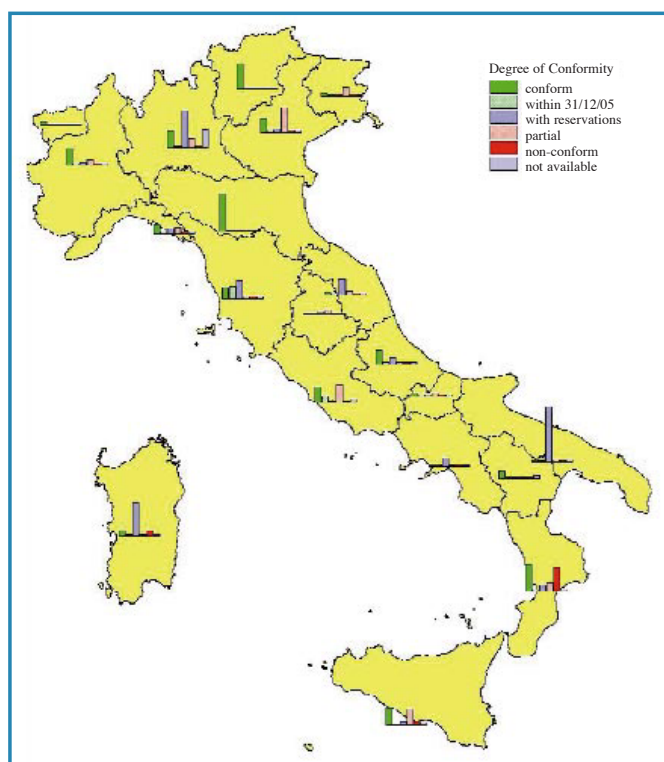 Degree of Conformity
conform
within 31/12/05
with reservations
partial
non-conform
not available